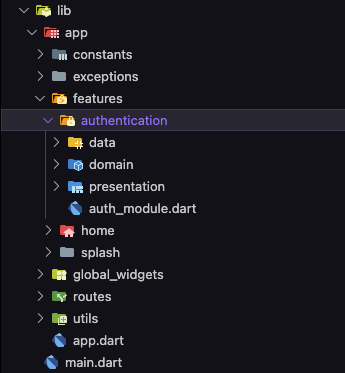 lib
app
constants
exceptions
features
authentication
data
domain
presentation
auth_module.dart
home
splash
global_widgets
routes
utils
app.dart
main.dart